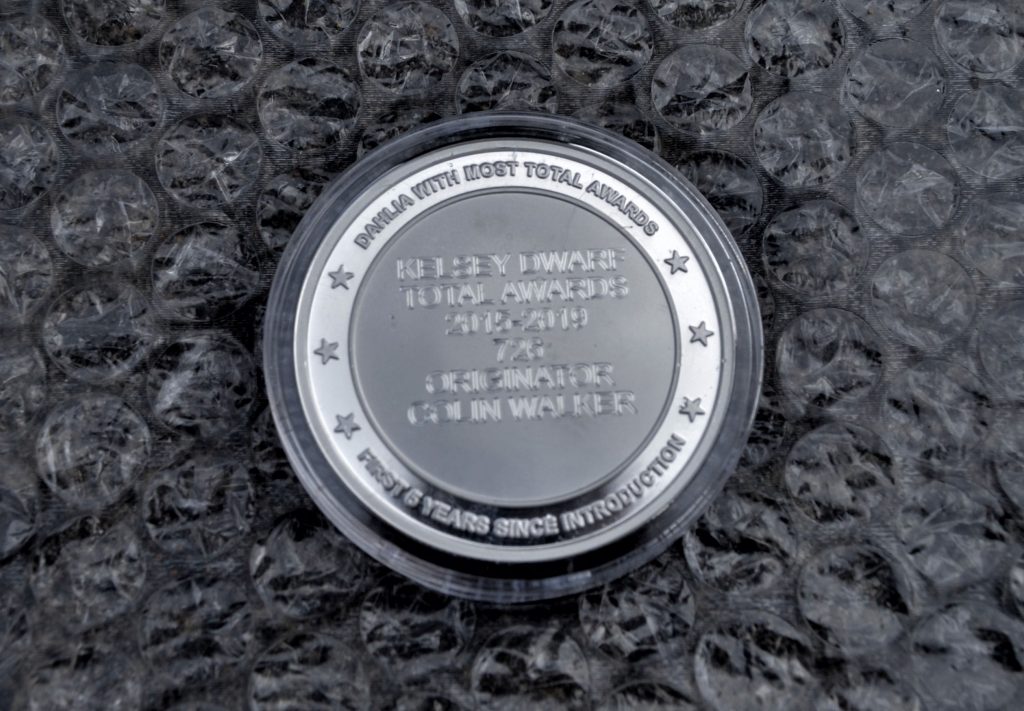 DAHLIA WITH MOST TOTAL AWARDS
KELSEY DWARF
TOTAL AWARDS
2015-2019
726
ORIGINATOR
COLIN WALKER
FIRST 5 YEARS SINCE INTRODUCTION